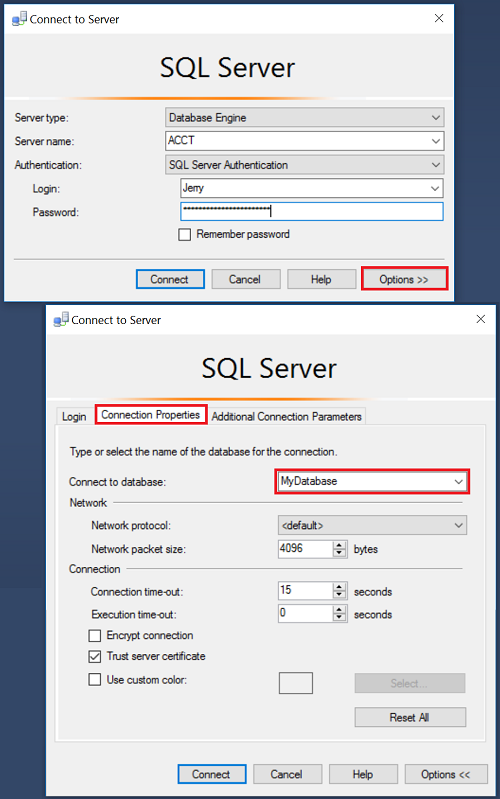 Connect to Server
SQL Server
Server type: Database Engine
Server name: ACCT
Authentication: SQL Server Authentication
Login: Jerry
Password: ***********************
Remember password
Connect Cancel Help Options >>
Connect to Server
SQL Server
Login Connection Properties Additional Connection Parameters
Type or select the name of the database for the connection.
Connect to database: MyDatabase
Network
Network protocol: <default>
Network packet size: 4096 bytes
Connection
Connection time-out: 15 seconds
Execution time-out: 0 seconds
Encrypt connection
Trust server certificate
Use custom color: Select...
Reset All
Connect Cancel Help Options <<